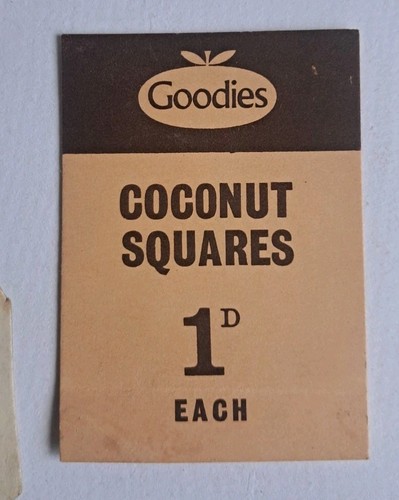 Goodies
COCONUT
SQUARES
1D
EACH